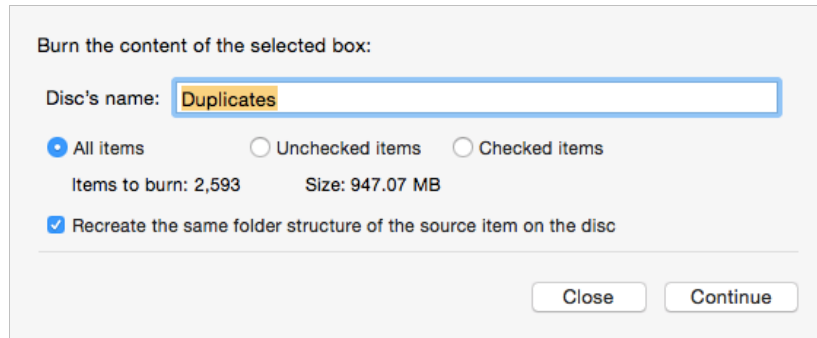 Burn the content of the selected box:
Disc's name: Duplicates
All items Unchecked items Checked items
Items to burn: 2,593 Size: 947.07 MB
Recreate the same folder structure of the source item on the disc
Close Continue